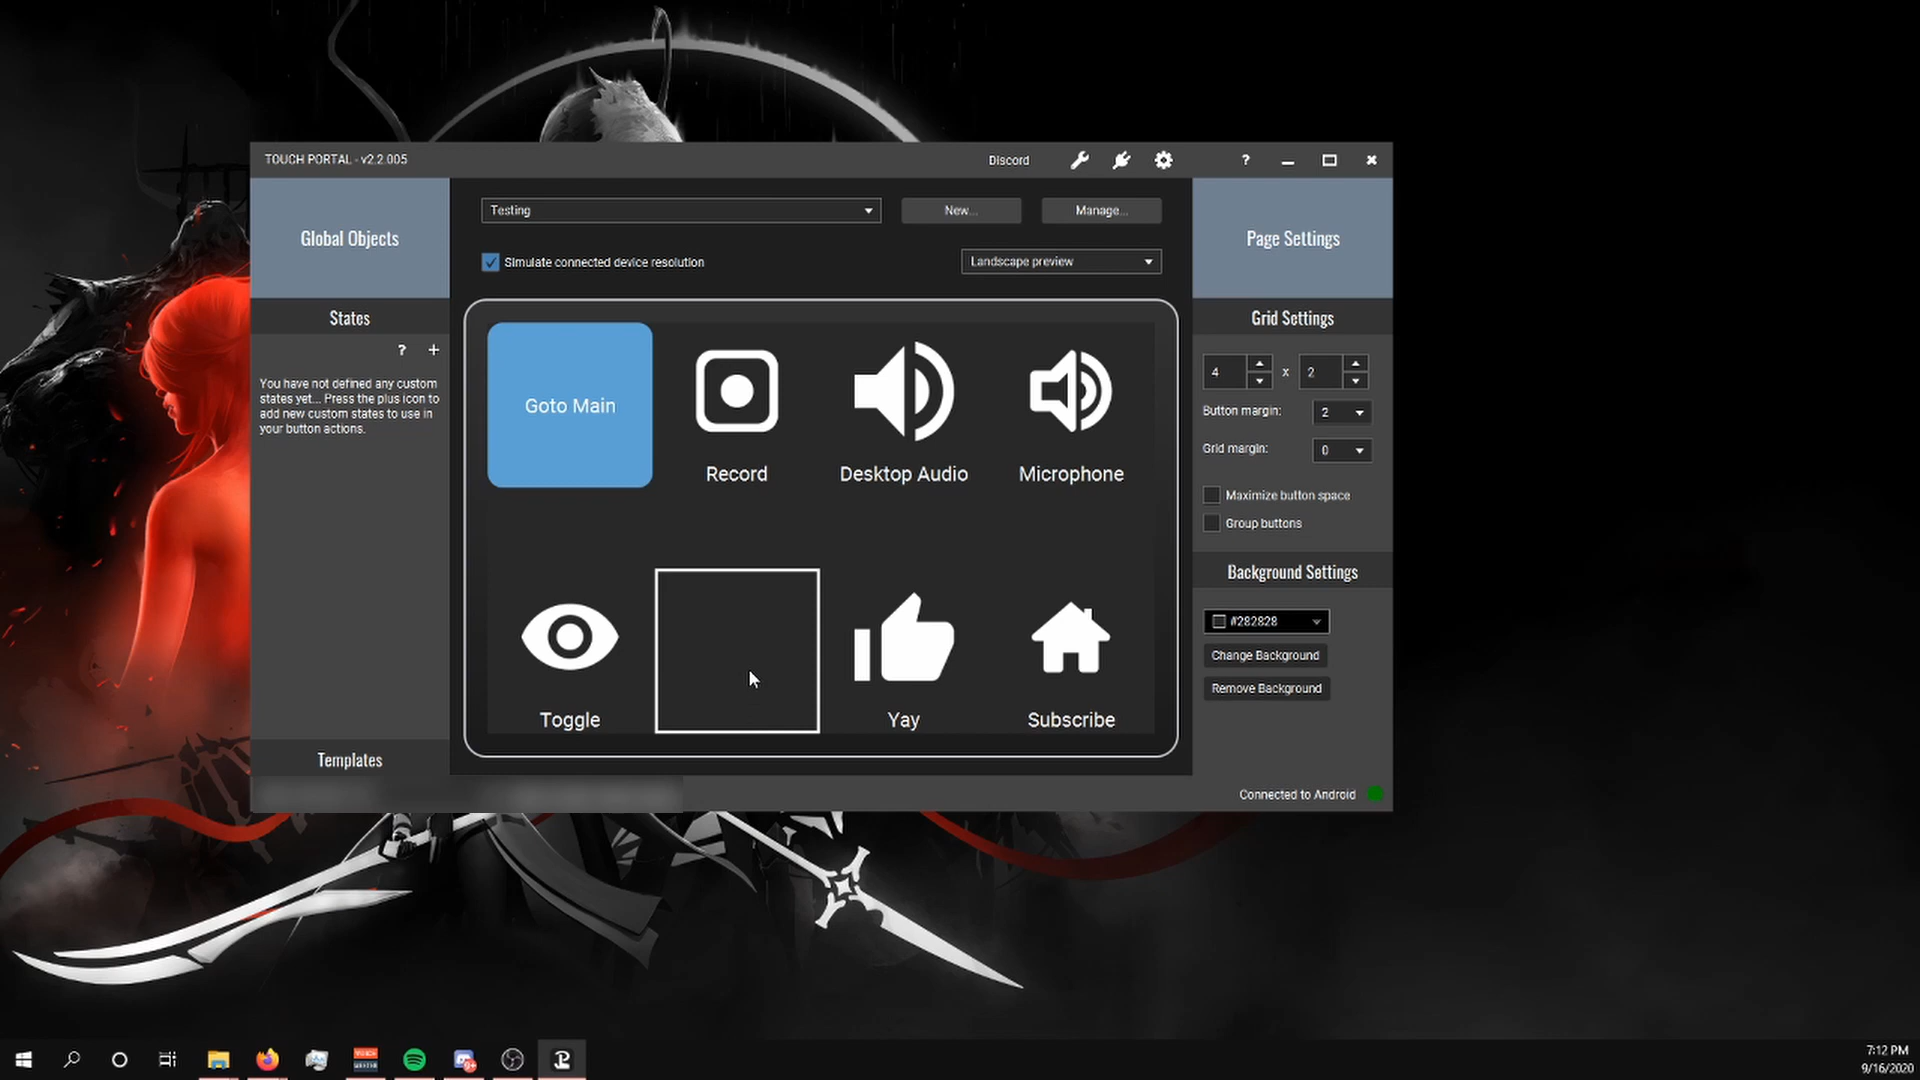 TOUCH PORTAL - v2.2.005
Discord
?
Global Objects
Testing
New...
Manage...
Page Settings
Simulate connected device resolution
Landscape preview
States
? +
You have not defined any custom
states yet... Press the plus icon to
add new custom states to use in
your button actions.
Goto Main
Record
Desktop Audio
Microphone
Toggle
Yay
Subscribe
Grid Settings
4 x 2
Button margin: 2
Grid margin: 0
Maximize button space
Group buttons
Background Settings
#282828
Change Background
Remove Background
Templates
Connected to Android
9+
7:12 PM
9/16/2020